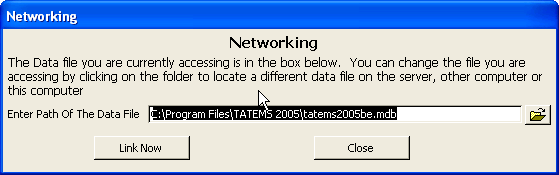 Networking
Networking
The Data file you are currently accessing is in the box below.  You can change the file you are
accessing by clicking on the folder to locate a different data file on the server, other computer or
this computer
Enter Path Of The Data File C:\Program Files\TATEMS 2005\tatems2005be.mdb
Link Now Close